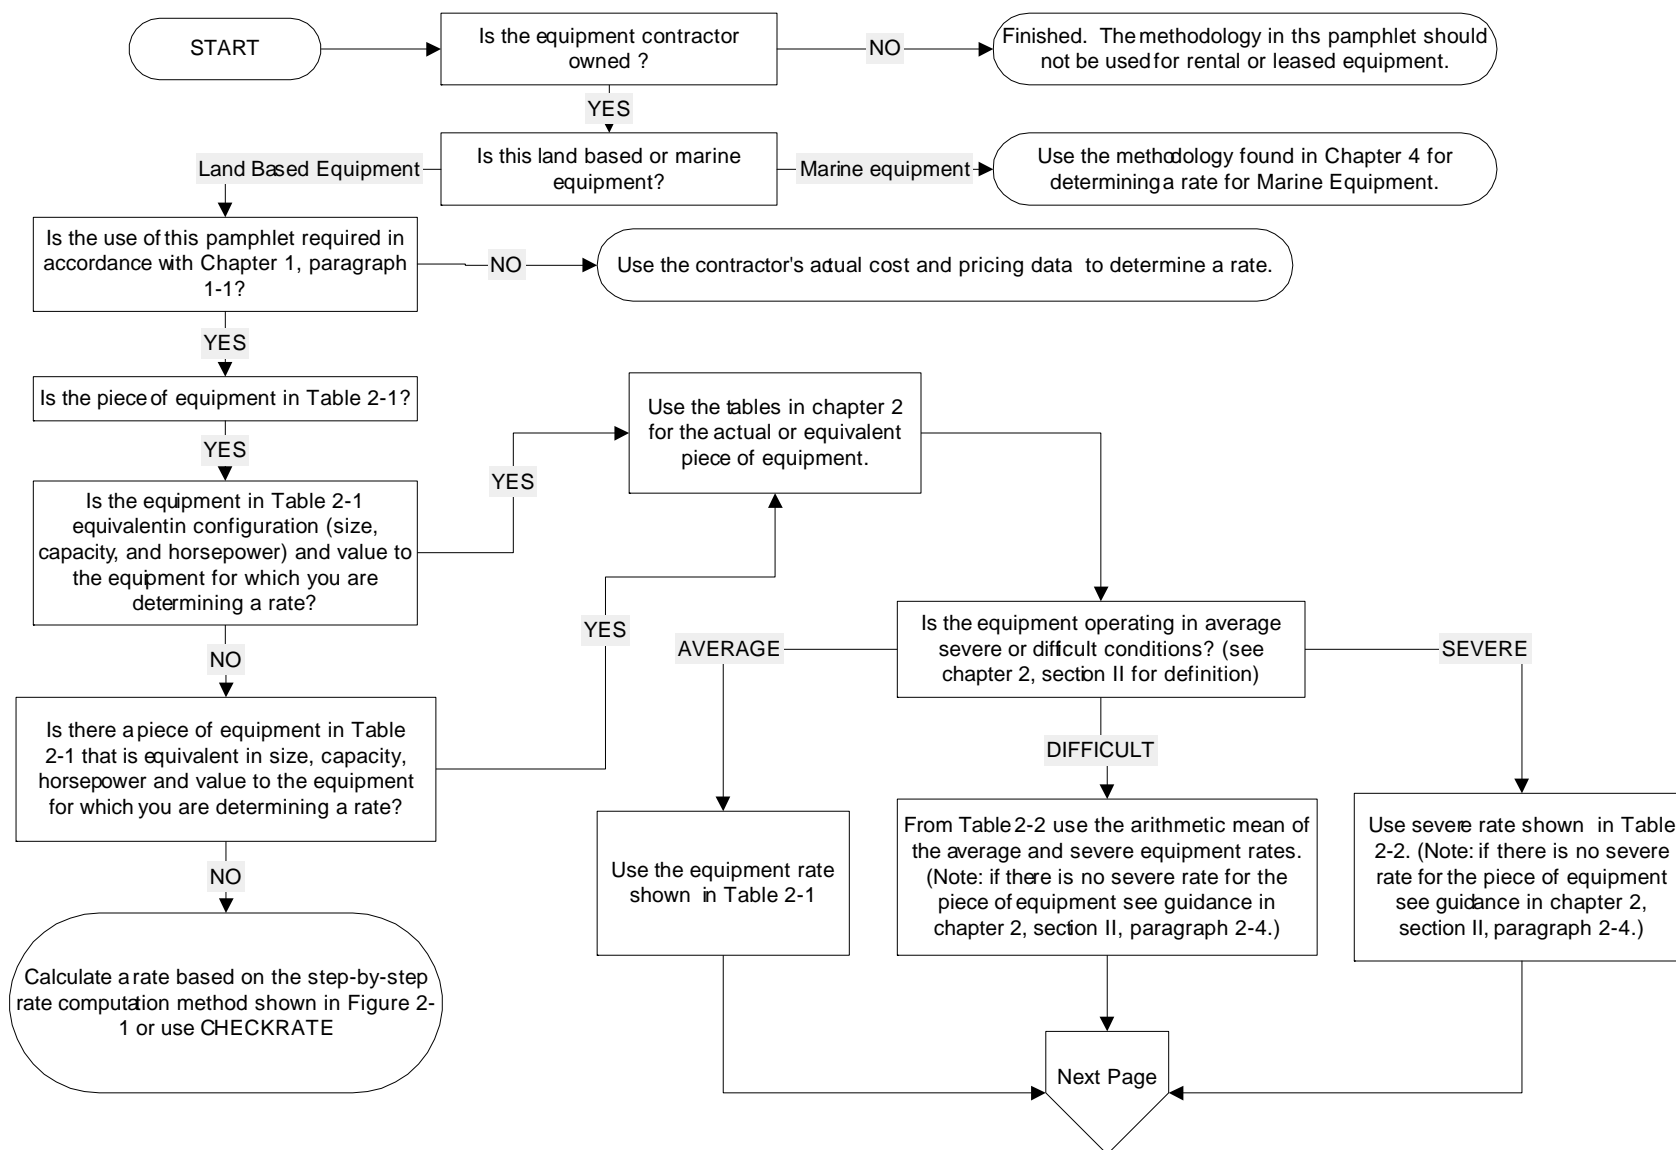 START
Is the equipment contractor
owned ?
NO
Finished. The methodology in ths pamphlet should
not be used for rental or leased equipment.
YES
Land Based Equipment
Is this land based or marine
equipment?
Marine equipment
Use the methodology found in Chapter 4 for
determining a rate for Marine Equipment.
Is the use of this pamphlet required in
accordance with Chapter 1, paragraph
1-1?
NO
Use the contractor's actual cost and pricing data to determine a rate.
YES
Is the piece of equipment in Table 2-1?
YES
Is the equipment in Table 2-1
equivalent in configuration (size,
capacity, and horsepower) and value to
the equipment for which you are
determining a rate?
YES
Use the tables in chapter 2
for the actual or equivalent
piece of equipment.
NO
Is there a piece of equipment in Table
2-1 that is equivalent in size, capacity,
horsepower and value to the equipment
for which you are determining a rate?
YES
NO
Calculate a rate based on the step-by-step
rate computation method shown in Figure 2-
1 or use CHECKRATE
Is the equipment operating in average
severe or difficult conditions? (see
chapter 2, section II for definition)
AVERAGE
SEVERE
DIFFICULT
Use the equipment rate
shown in Table 2-1
From Table 2-2 use the arithmetic mean of
the average and severe equipment rates.
(Note: if there is no severe rate for the
piece of equipment see guidance in
chapter 2, section II, paragraph 2-4.)
Use severe rate shown in Table
2-2. (Note: if there is no severe
rate for the piece of equipment
see guidance in chapter 2,
section II, paragraph 2-4.)
Next Page